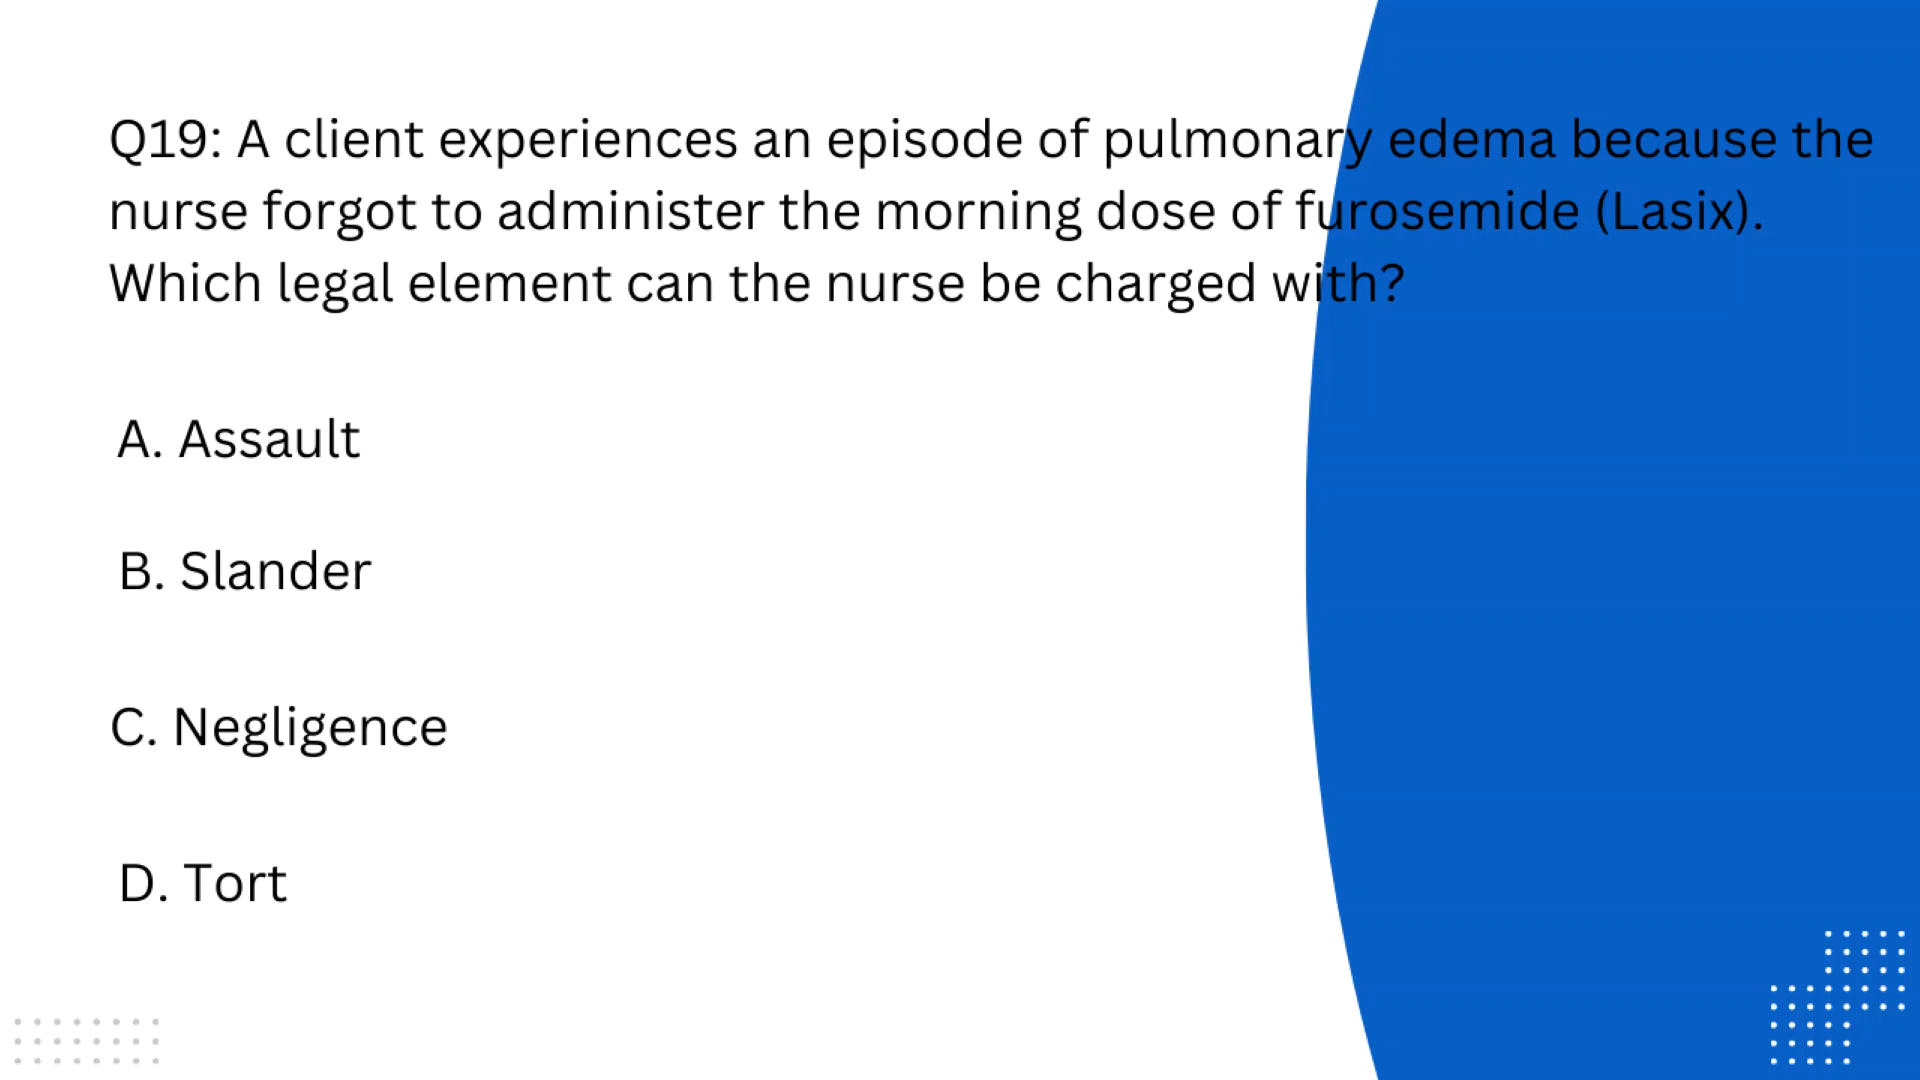 Q19: A client experiences an episode of pulmonary edema because the
nurse forgot to administer the morning dose of furosemide (Lasix).
Which legal element can the nurse be charged with?
A. Assault
B. Slander
C. Negligence
D. Tort